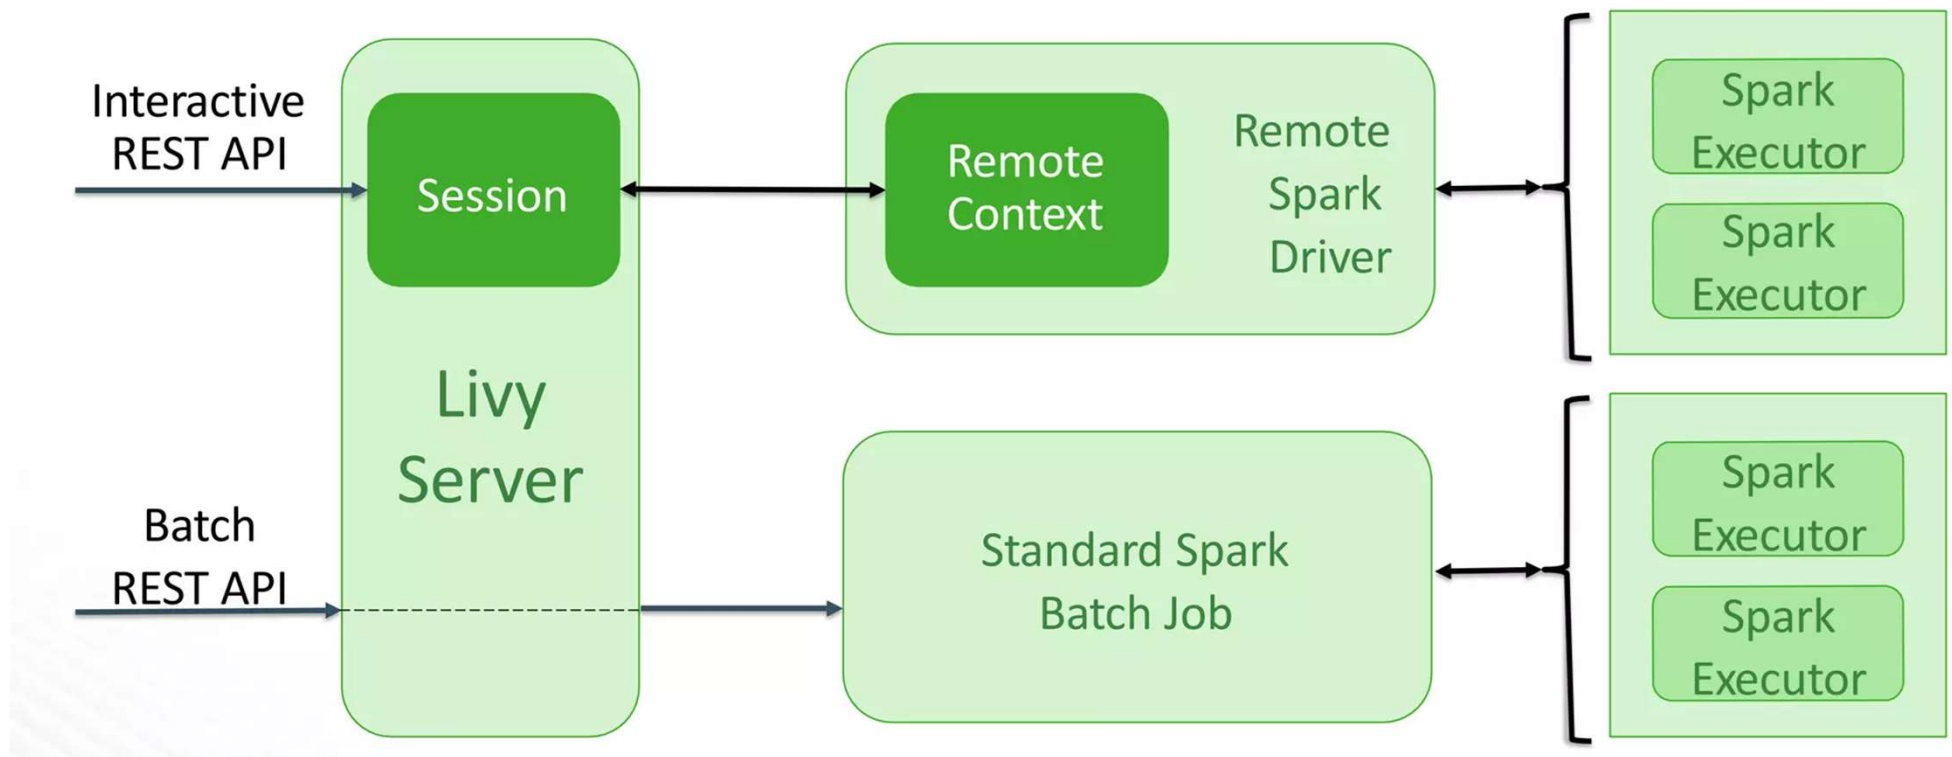 Interactive
REST API
Session
Livy
Server
Batch
REST API
Remote
Context
Remote
Spark
Driver
Standard Spark
Batch Job
Spark
Executor
Spark
Executor
Spark
Executor
Spark
Executor